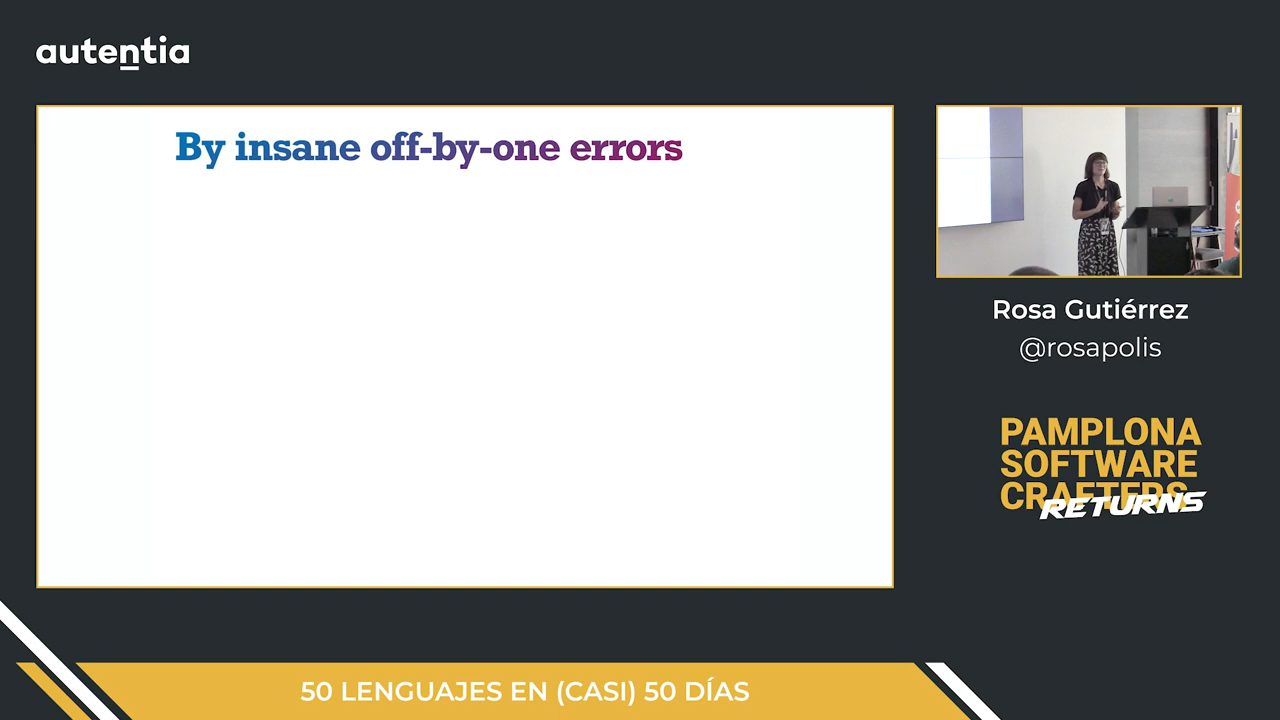 autentia
By insane off-by-one errors
Rosa Gutiérrez
@rosapolis
PAMPLONA
SOFTWARE
CRAFTERS
RETURNS
50 LENGUAJES EN (CASI) 50 DÍAS